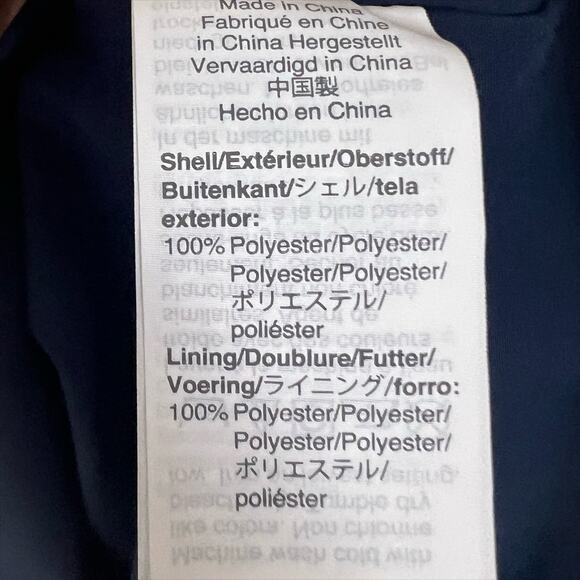 Made in China
Fabriqué en Chine
in China Hergestellt
Vervaardigd in China
中国製
Hecho en China
Shell/Extérieur/Oberstoff/
Buitenkant/シェル/tela
exterior:
100% Polyester/Polyester/
Polyester/Polyester/
ポリエステル/
poliéster
Lining/Doublure/Futter/
Voering/ライニング/forro:
100% Polyester/Polyester/
Polyester/Polyester/
ポリエステル/
poliéster